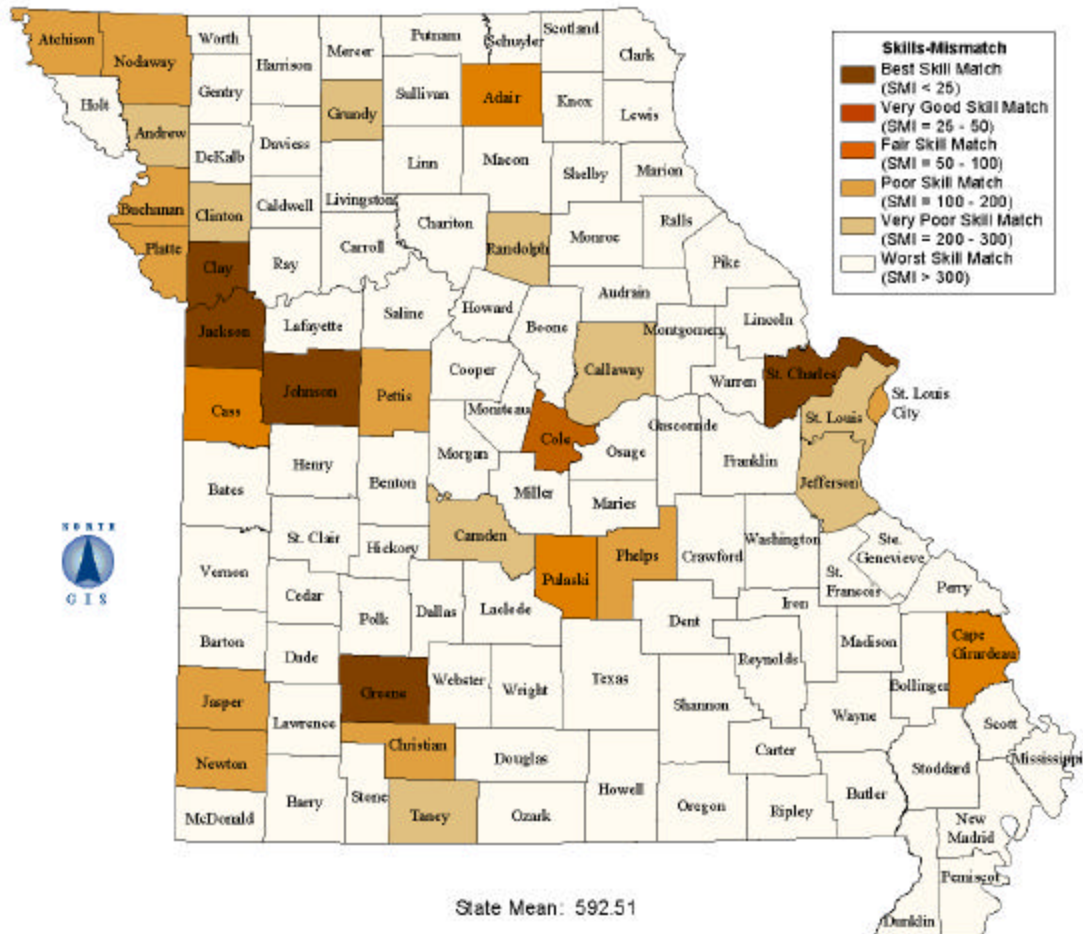 Skills-Mismatch
Best Skill Match
(SMI < 25)
Very Good Skill Match
(SMI = 25 - 50)
Fair Skill Match
(SMI = 50 - 100)
Poor Skill Match
(SMI = 100 - 200)
Very Poor Skill Match
(SMI = 200 - 300)
Worst Skill Match
(SMI > 300)
Atchison
Nodaway
Worth
Harrison
Mercer
Putnam
Schuyler
Scotland
Clark
Holt
Gentry
Grundy
Sullivan
Adair
Knox
Lewis
Andrew
DeKalb
Daviess
Linn
Macon
Shelby
Marion
Buchanan
Clinton
Caldwell
Livingston
Chariton
Randolph
Monroe
Ralls
Platte
Clay
Ray
Carroll
Pike
Jackson
Lafayette
Saline
Howard
Boone
Audrain
Montgomery
Lincoln
Cass
Johnson
Pettis
Cooper
Moniteau
Callaway
Warren
St. Charles
St. Louis
St. Louis
City
Cole
Osage
Gasconade
Franklin
Jefferson
Bates
Henry
Benton
Morgan
Miller
Maries
NORTH
GIS
Vernon
St. Clair
Hickory
Camden
Pulaski
Phelps
Crawford
Washington
Ste.
Genevieve
St.
Francois
Perry
Cedar
Polk
Dallas
Laclede
Dent
Iron
Barton
Dade
Madison
Cape
Girardeau
Reynolds
Bollinger
Jasper
Lawrence
Greene
Webster
Wright
Texas
Shannon
Wayne
Scott
Newton
Christian
Douglas
Carter
Stoddard
Mississippi
McDonald
Barry
Stone
Taney
Ozark
Howell
Oregon
Ripley
Butler
New
Madrid
Pemiscot
Dunklin
State Mean: 592.51